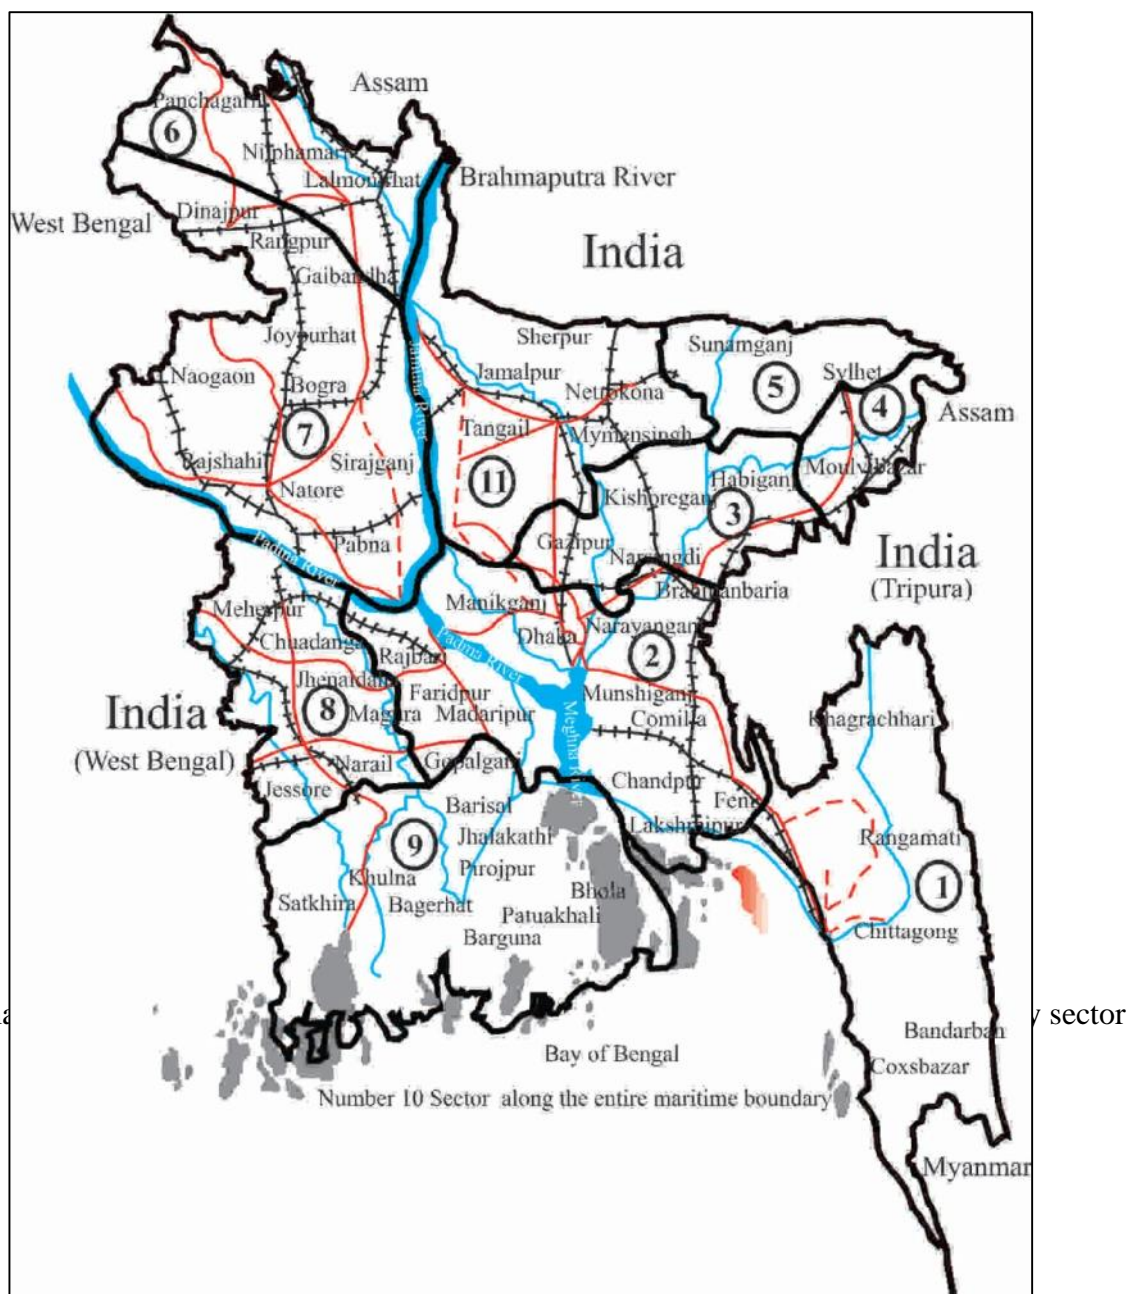 Assam
Panchagarh
6
Nilphamari
Lalmonirhat
Brahmaputra River
West Bengal
Dinajpur
Rangpur
India
Gaibandha
Joypurhat
Sherpur
Sunamganj
Jamuna River
Naogaon
Jamalpur
Sylhet
Bogra
Netrokona
5
4
Assam
7
Tangail
Mymensingh
Rajshahi
Sirajganj
Moulvibazar
Natore
11
Kishoreganj
Habiganj
3
Pabna
Gazipur
Narsingdi
India
(Tripura)
Padma River
Meherpur
Manikganj
Brahmanbaria
Chuadanga
Dhaka
Narayanganj
Rajbari
Padma River
2
Jhenaidah
Faridpur
Munshiganj
India
(West Bengal)
8
Magura
Madaripur
Comilla
Khagrachhari
Meghna River
Narail
Gopalganj
Jessore
Chandpur
Barisal
Feni
Lakshmipur
9
Jhalakathi
Rangamati
Khulna
Pirojpur
1
Satkhira
Bagerhat
Bhola
Patuakhali
Barguna
Chittagong
y sector
Bandarban
Bay of Bengal
Coxsbazar
Number 10 Sector along the entire maritime boundary
Myanmar